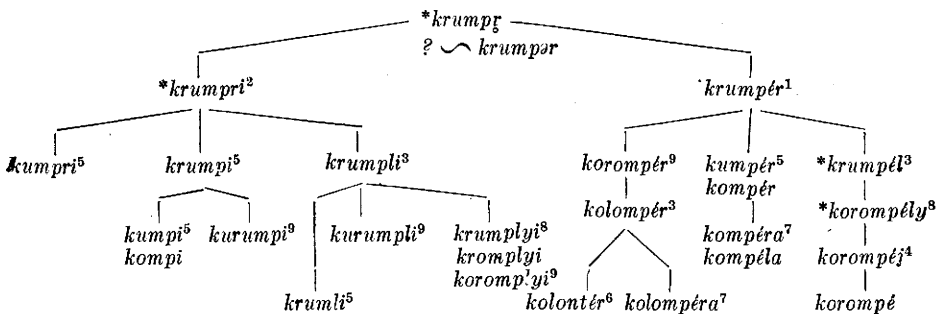 *krumpr̥
? ~ krumpər
*krumpri² krumpér¹
kumpri⁵ krumpi⁵ krumpli³ korompér⁹ kumpér⁵ *krumpél³
kompér
kolompér³ *korompély⁸
kumpi⁵ kurumpi⁹ kurumpli⁹ krumplyi⁸ kompéra⁷
kompi kromplyi kompéla korompéj⁴
koromplyi⁹
krumli⁵ kolontér⁶ kolompéra⁷ korompé